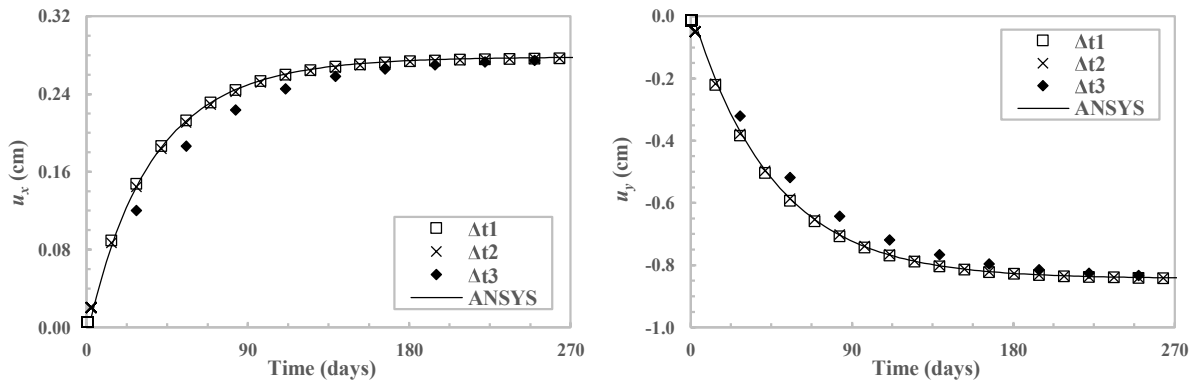 0.32
0.24
0.16
0.08
0.00
u_x (cm)
0
90
180
270
Time (days)
Δt1
Δt2
Δt3
ANSYS
0.0
-0.2
-0.4
-0.6
-0.8
-1.0
u_y (cm)
0
90
180
270
Time (days)
Δt1
Δt2
Δt3
ANSYS